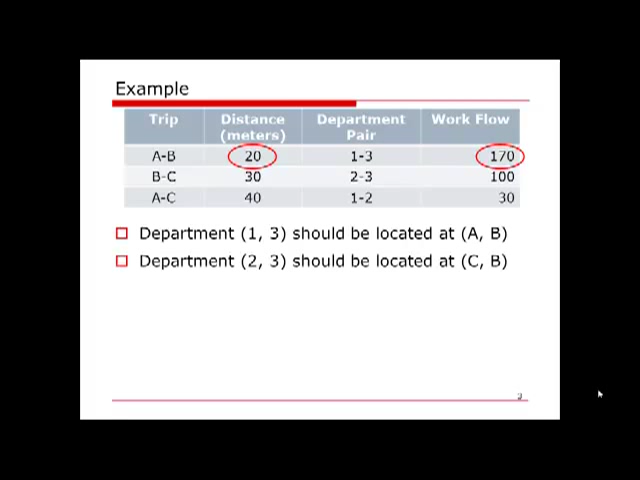 Example
Trip Distance (meters) Department Pair Work Flow
A-B 20 1-3 170
B-C 30 2-3 100
A-C 40 1-2 30
Department (1, 3) should be located at (A, B)
Department (2, 3) should be located at (C, B)